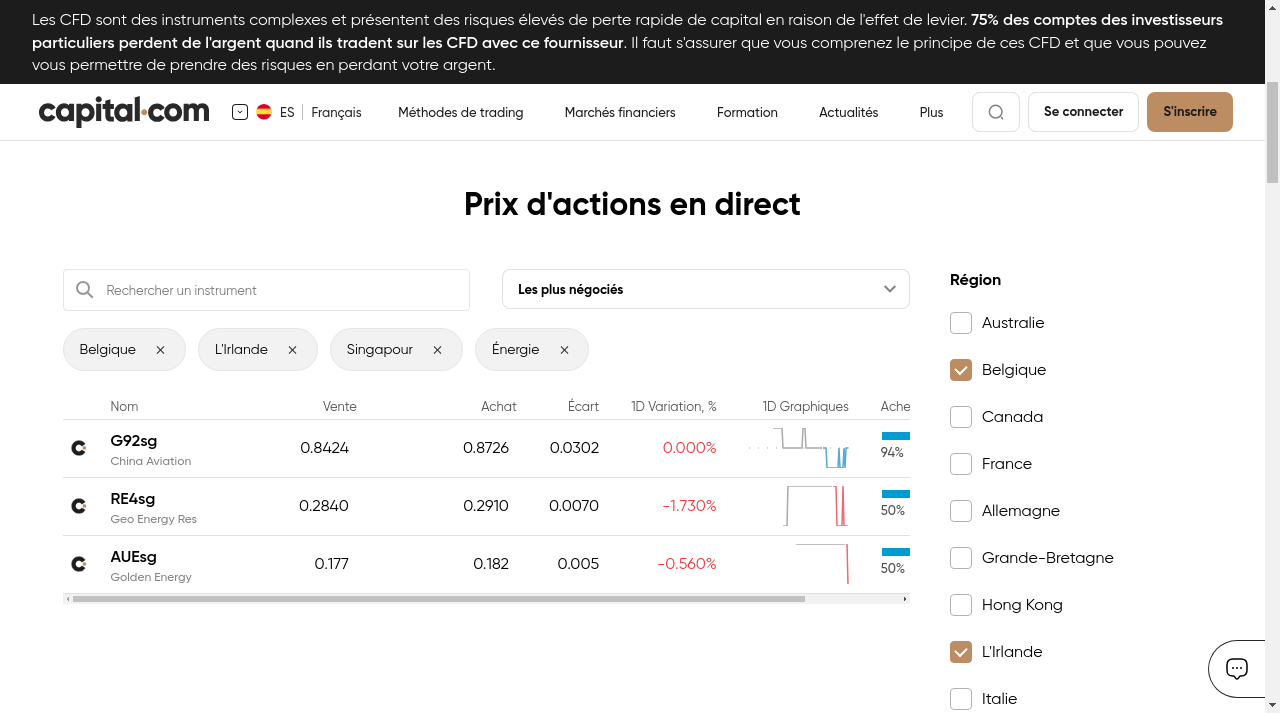 Les CFD sont des instruments complexes et présentent des risques élevés de perte rapide de capital en raison de l'effet de levier. 75% des comptes des investisseurs
particuliers perdent de l'argent quand ils tradent sur les CFD avec ce fournisseur. Il faut s'assurer que vous comprenez le principe de ces CFD et que vous pouvez
vous permettre de prendre des risques en perdant votre argent.
capital.com ES Français Méthodes de trading Marchés financiers Formation Actualités Plus Se connecter S'inscrire
Prix d'actions en direct
Rechercher un instrument Les plus négociés
Belgique L'Irlande Singapour Énergie
Nom Vente Achat Écart 1D Variation, % 1D Graphiques Ache
G92sg 0.8424 0.8726 0.0302 0.000% 94%
China Aviation
RE4sg 0.2840 0.2910 0.0070 -1.730% 50%
Geo Energy Res
AUEsg 0.177 0.182 0.005 -0.560% 50%
Golden Energy
Région
Australie
Belgique
Canada
France
Allemagne
Grande-Bretagne
Hong Kong
L'Irlande
Italie